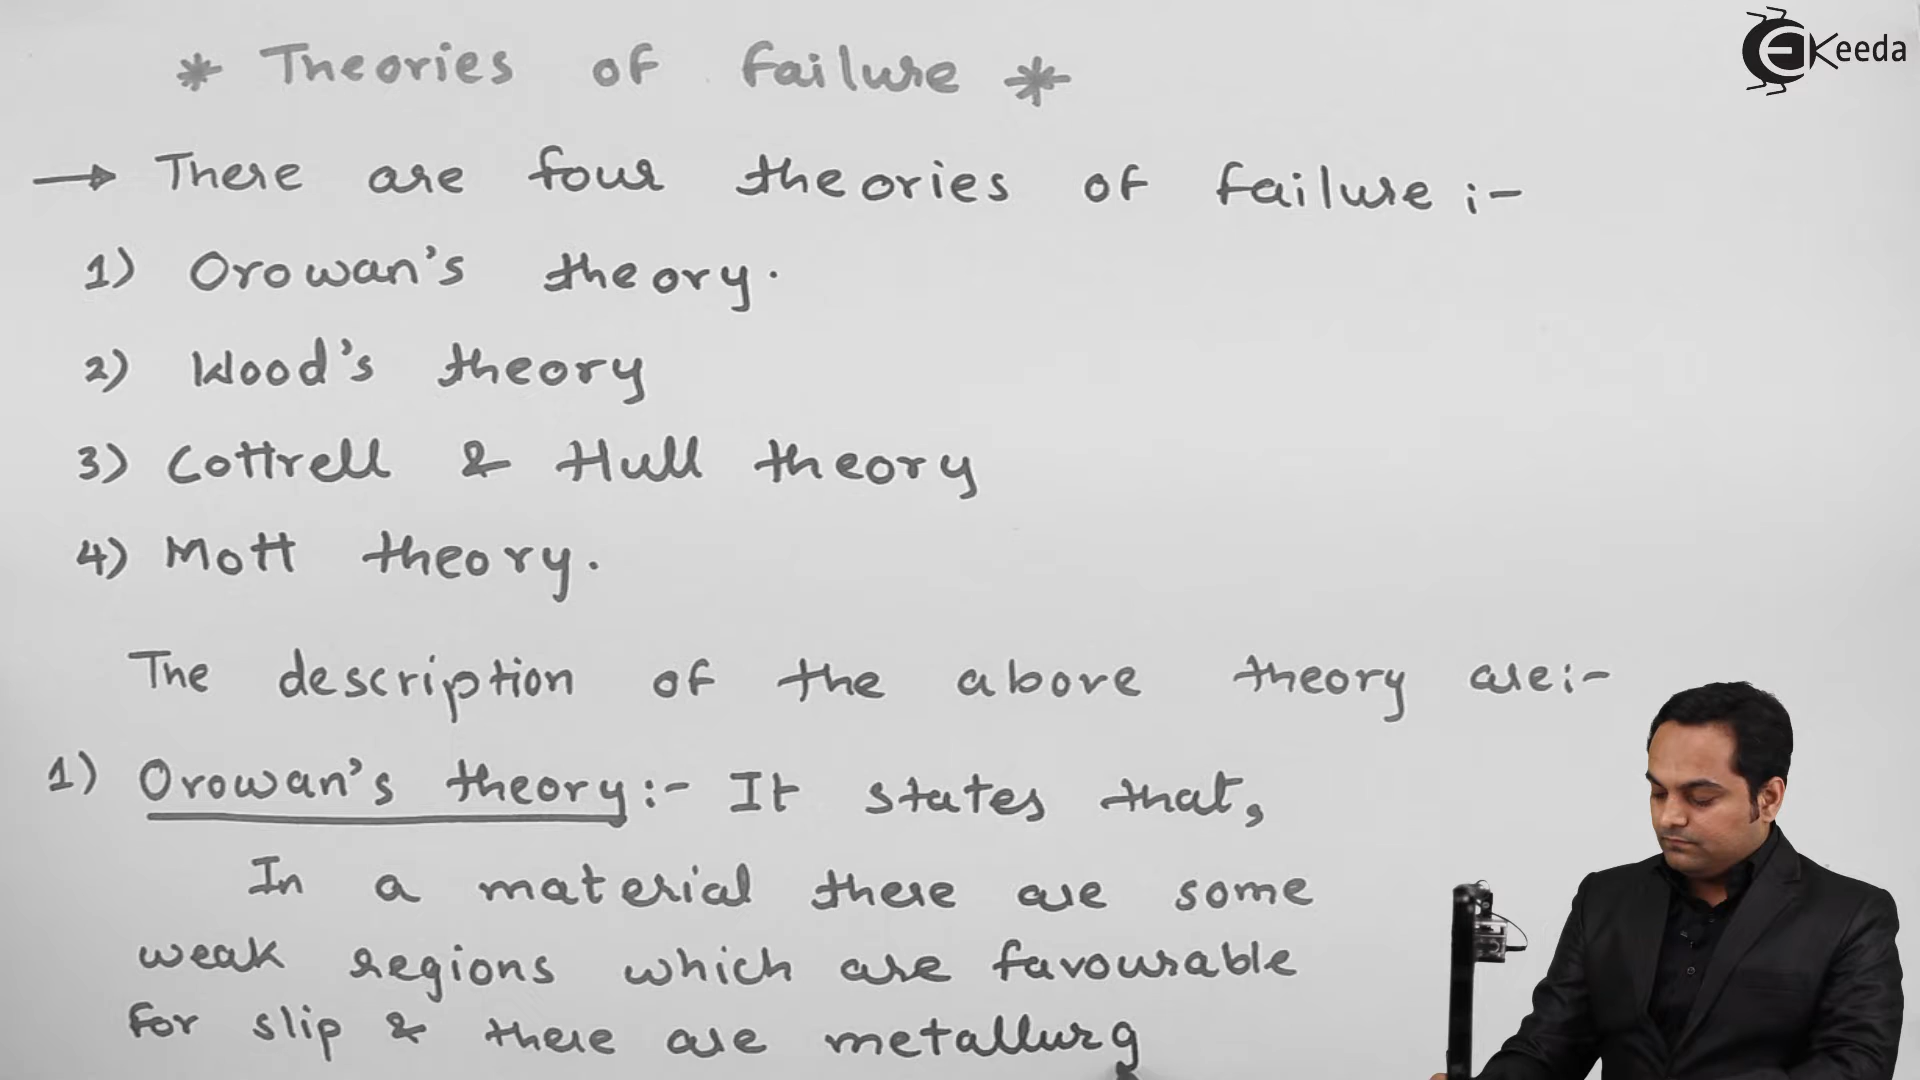 EKeeda
* Theories of failure *
→ There are four theories of failure :-
1) Orowan's theory.
2) Wood's theory
3) Cottrell & Hull theory
4) Mott theory.
The description of the above theory are:-
1) Orowan's theory:- It states that,
In a material there are some
weak regions which are favourable
for slip & there are metallurg